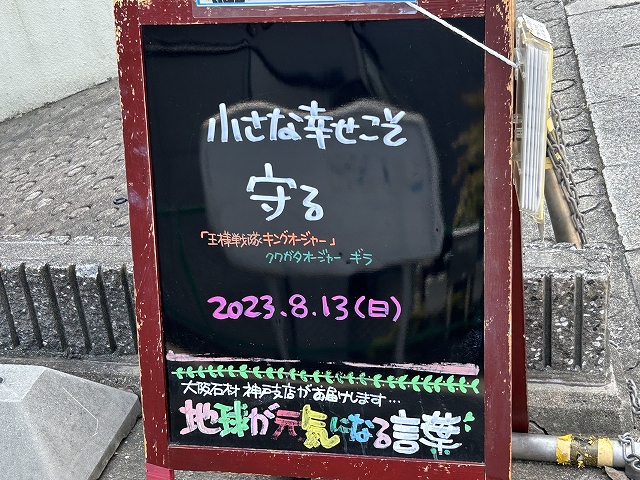 小さな幸せこそ
守る
「王様戦隊キングオージャー」
クワガタオージャー ギラ
2023.8.13(日)
大阪石材 神戸支店がお届けします…
地球が元気になる言葉